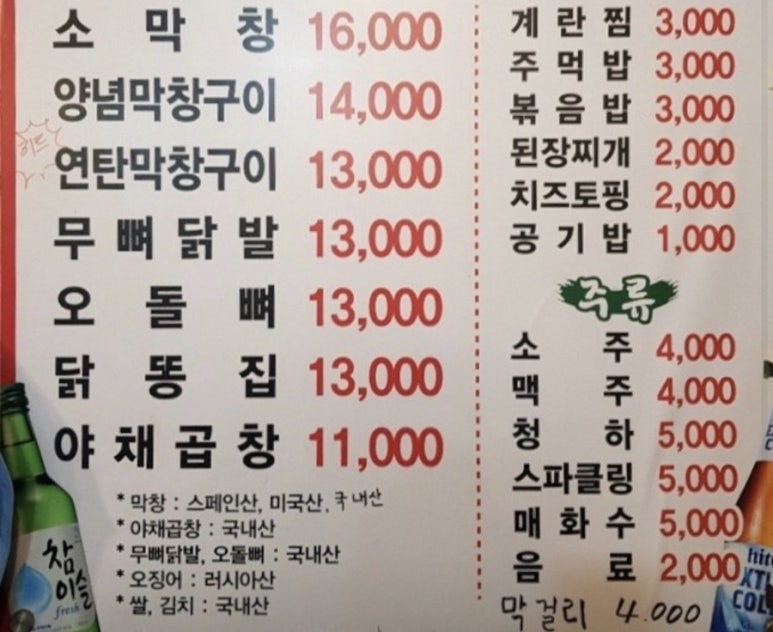 소막창 16,000
양념막창구이 14,000
히트
연탄막창구이 13,000
무뼈닭발 13,000
오돌뼈 13,000
닭똥집 13,000
야채곱창 11,000
* 막창 : 스페인산, 미국산, 국내산
* 야채곱창 : 국내산
* 무뼈닭발, 오돌뼈 : 국내산
* 오징어 : 러시아산
* 쌀, 김치 : 국내산
참이슬
fresh
계란찜 3,000
주먹밥 3,000
볶음밥 3,000
된장찌개 2,000
치즈토핑 2,000
공기밥 1,000
주류
소주 4,000
맥주 4,000
청하 5,000
스파클링 5,000
매화수 5,000
음료 2,000
막걸리 4.000